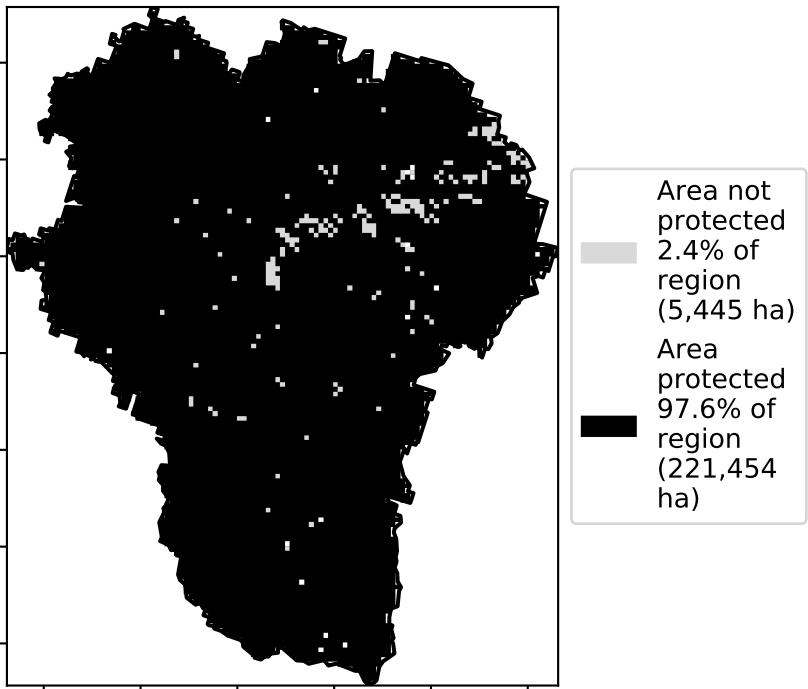 Area not
protected
2.4% of
region
(5,445 ha)
Area
protected
97.6% of
region
(221,454
ha)